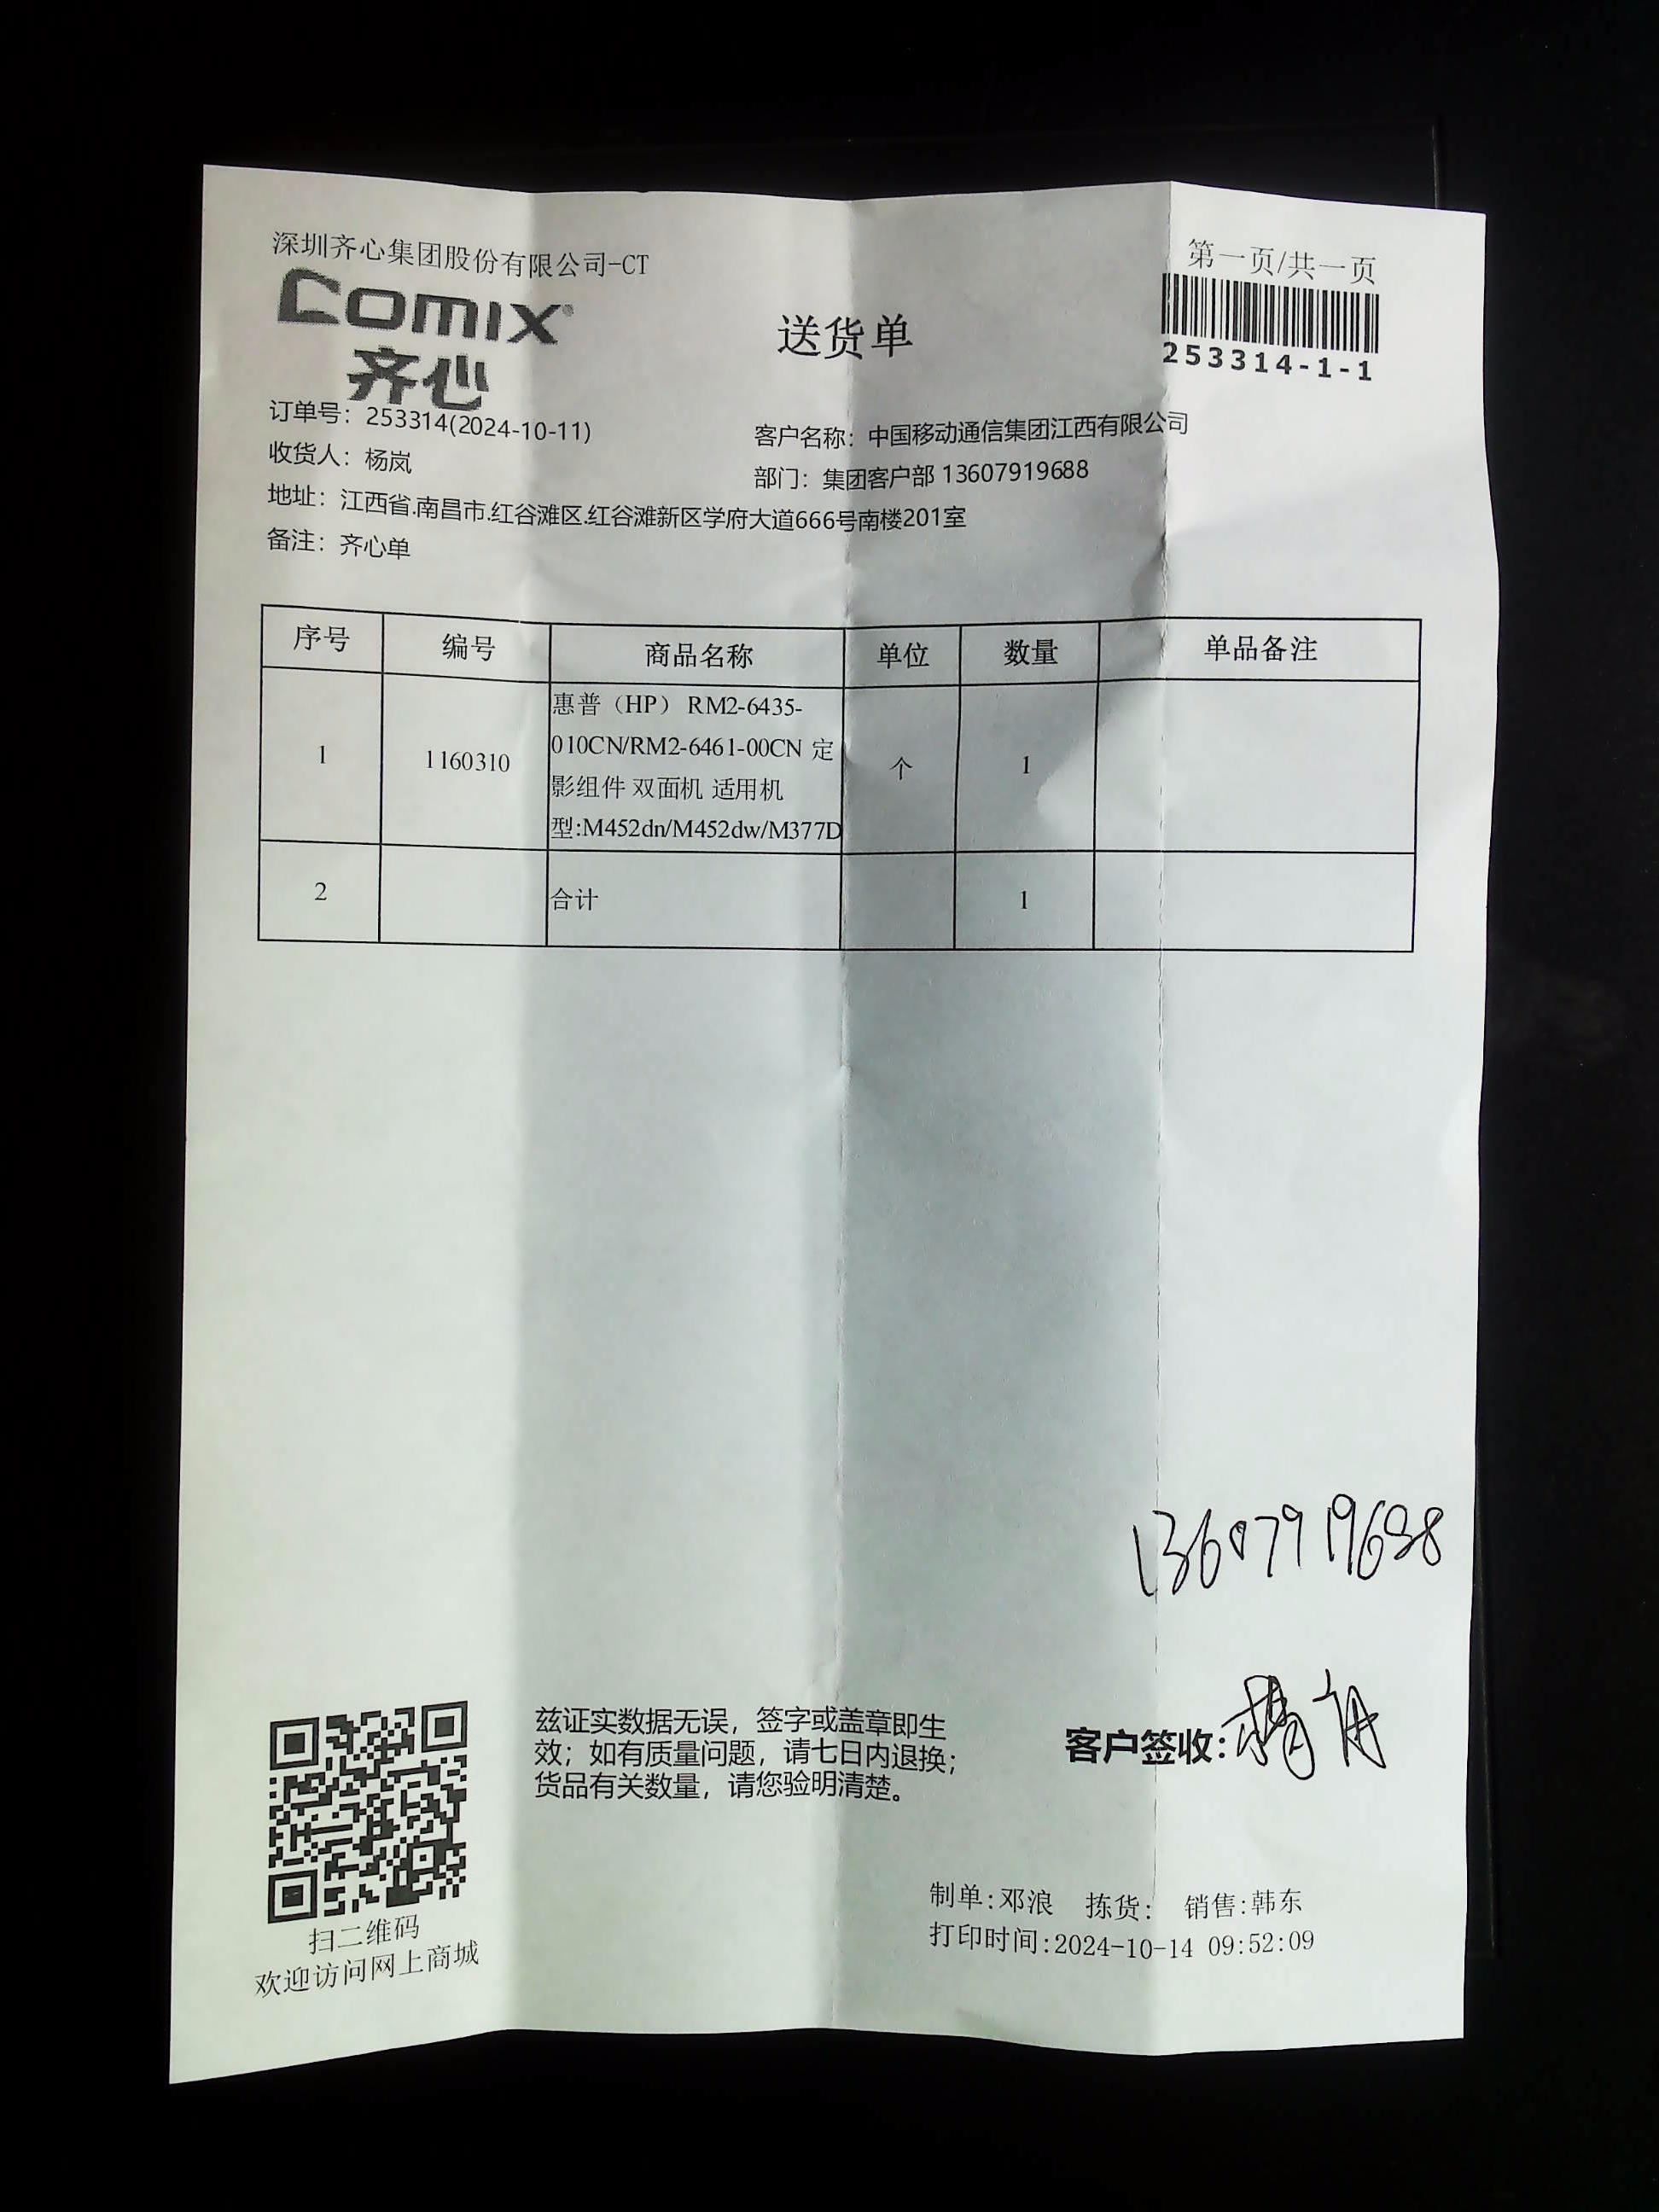 深圳齐心集团股份有限公司-CT
第一页/共一页
COMIX®
齐心
送货单
253314-1-1
订单号：253314(2024-10-11)
客户名称：中国移动通信集团江西有限公司
收货人：杨岚
部门：集团客户部 13607919688
地址：江西省.南昌市.红谷滩区.红谷滩新区学府大道666号南楼201室
备注：齐心单
序号 编号 商品名称 单位 数量 单品备注
1 1160310 惠普（HP） RM2-6435-
010CN/RM2-6461-00CN 定
影组件 双面机 适用机
型:M452dn/M452dw/M377D
个 1
2 合计 1
13607919688
兹证实数据无误，签字或盖章即生
效；如有质量问题，请七日内退换；
货品有关数量，请您验明清楚。
客户签收:
扫二维码
欢迎访问网上商城
制单:邓浪 拣货: 销售:韩东
打印时间:2024-10-14 09:52:09